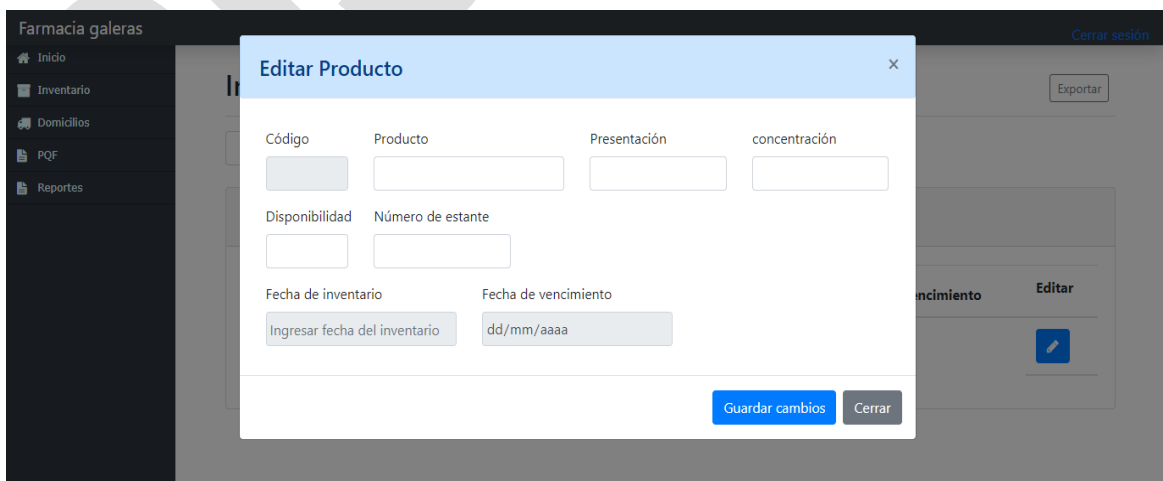 Farmacia galeras
Cerrar sesión
Inicio
Inventario
Domicilios
PQF
Reportes
Exportar
Editar Producto ×
Código Producto Presentación concentración
Disponibilidad Número de estante
Fecha de inventario Fecha de vencimiento
Ingresar fecha del inventario dd/mm/aaaa
Editar
Guardar cambios Cerrar